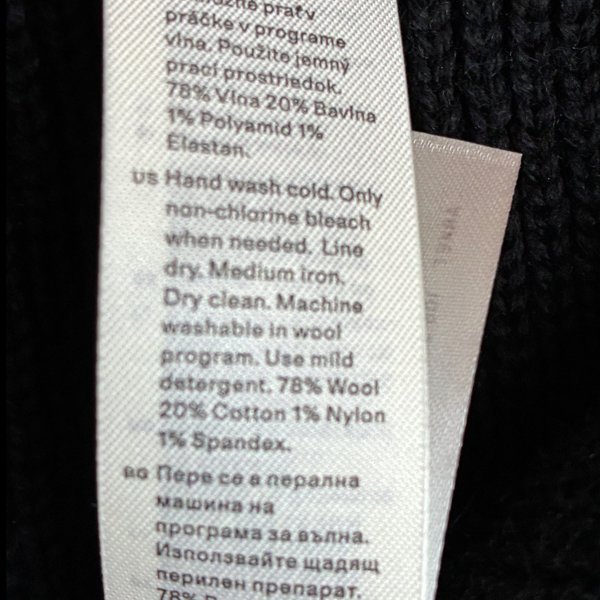 prať v
práčke v programe
vlna. Použite jemný
prací prostriedok.
78% Vlna 20% Bavlna
1% Polyamid 1%
Elastan.
US Hand wash cold. Only
non-chlorine bleach
when needed. Line
dry. Medium iron.
Dry clean. Machine
washable in wool
program. Use mild
detergent. 78% Wool
20% Cotton 1% Nylon
1% Spandex.
BG Пере се в перална
машина на
програма за вълна.
Използвайте щадящ
перилен препарат.
78%